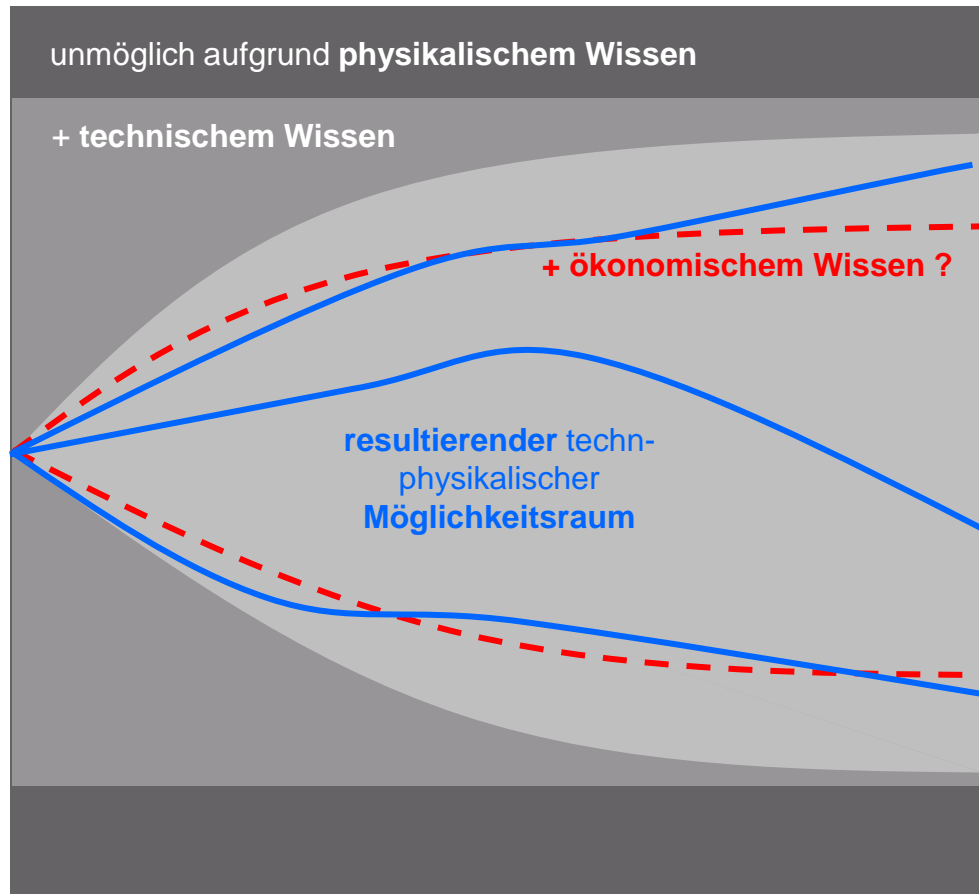 unmöglich aufgrund physikalischem Wissen
+ technischem Wissen
+ ökonomischem Wissen ?
resultierender techn-
physikalischer
Möglichkeitsraum